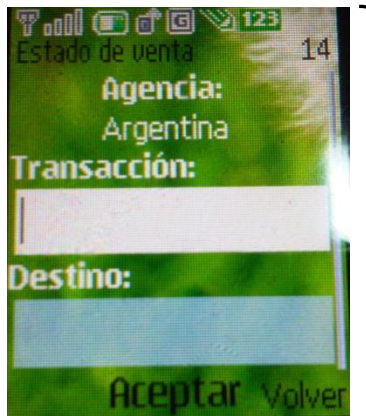 G 123
Estado de venta 14
Agencia:
Argentina
Transacción:
Destino:
Aceptar Volver